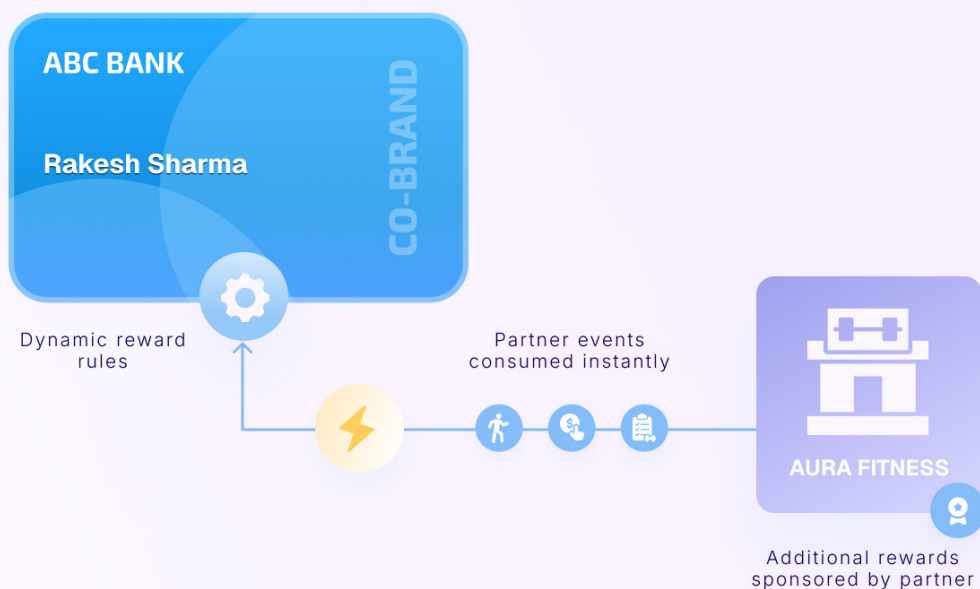 ABC BANK
Rakesh Sharma
CO-BRAND
Dynamic reward
rules
Partner events
consumed instantly
$
AURA FITNESS
Additional rewards
sponsored by partner